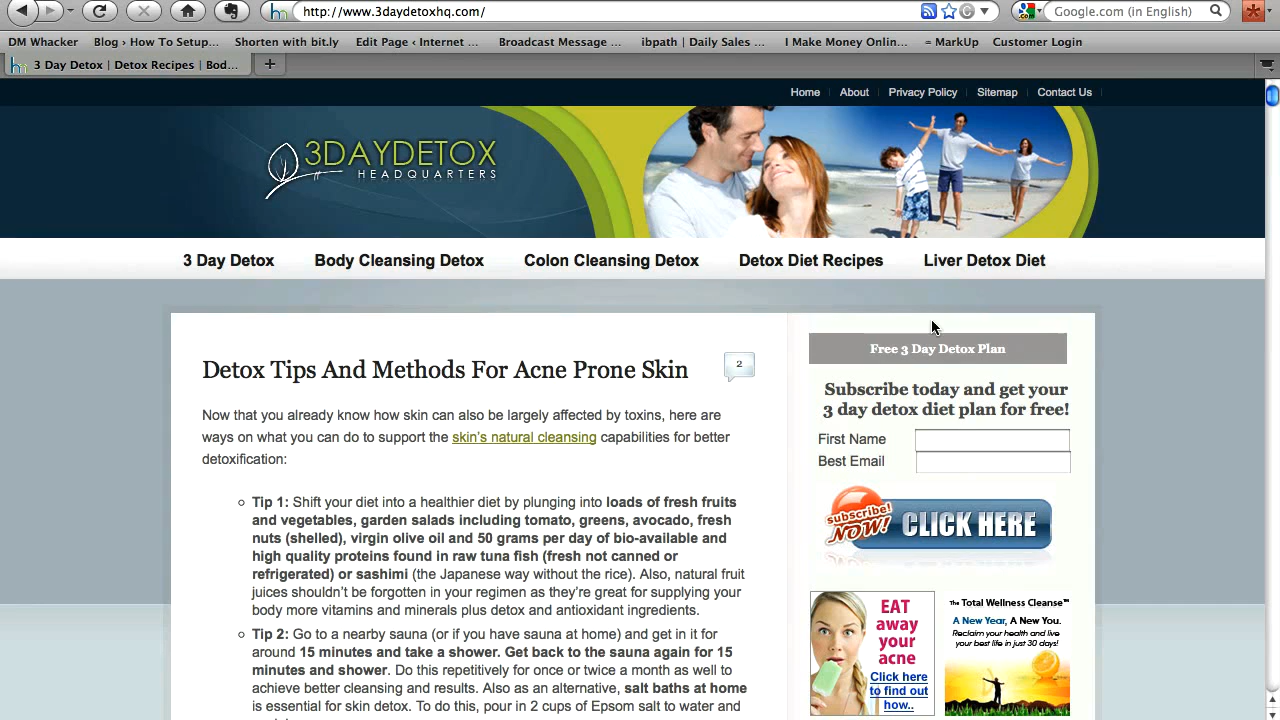 http://www.3daydetoxhq.com/
Google.com (in English)
DM Whacker
Blog › How To Setup...
Shorten with bit.ly
Edit Page ‹ Internet ...
Broadcast Message ...
ibpath | Daily Sales ...
I Make Money Onlin...
= MarkUp
Customer Login
3 Day Detox | Detox Recipes | Bod...
Home
About
Privacy Policy
Sitemap
Contact Us
3DAYDETOX
HEADQUARTERS
3 Day Detox
Body Cleansing Detox
Colon Cleansing Detox
Detox Diet Recipes
Liver Detox Diet
Detox Tips And Methods For Acne Prone Skin
2
Now that you already know how skin can also be largely affected by toxins, here are
ways on what you can do to support the skin's natural cleansing capabilities for better
detoxification:
Tip 1: Shift your diet into a healthier diet by plunging into loads of fresh fruits
and vegetables, garden salads including tomato, greens, avocado, fresh
nuts (shelled), virgin olive oil and 50 grams per day of bio-available and
high quality proteins found in raw tuna fish (fresh not canned or
refrigerated) or sashimi (the Japanese way without the rice). Also, natural fruit
juices shouldn't be forgotten in your regimen as they're great for supplying your
body more vitamins and minerals plus detox and antioxidant ingredients.
Tip 2: Go to a nearby sauna (or if you have sauna at home) and get in it for
around 15 minutes and take a shower. Get back to the sauna again for 15
minutes and shower. Do this repetitively for once or twice a month as well to
achieve better cleansing and results. Also as an alternative, salt baths at home
is essential for skin detox. To do this, pour in 2 cups of Epsom salt to water and
Free 3 Day Detox Plan
Subscribe today and get your
3 day detox diet plan for free!
First Name
Best Email
subscribe!
NOW!
CLICK HERE
EAT
away
your
acne
Click here
to find out
how..
The Total Wellness Cleanse™
A New Year, A New You.
Reclaim your health and live
your best life in just 30 days!